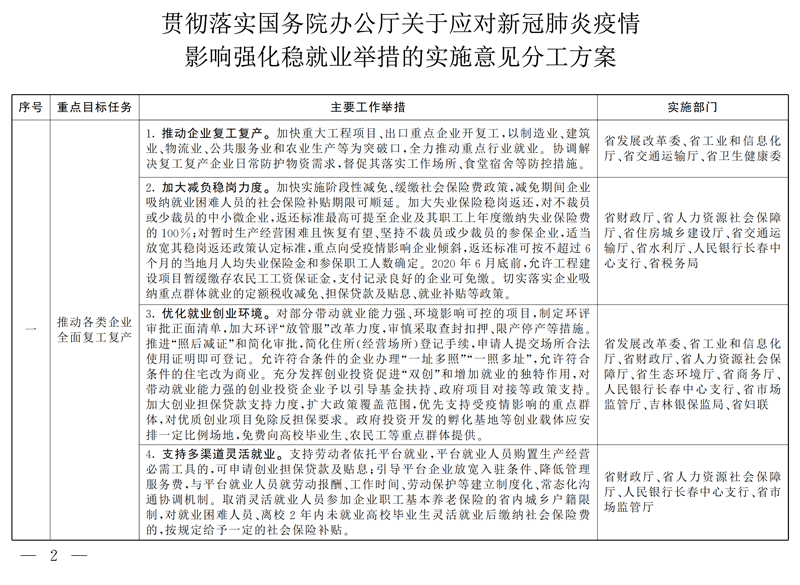 贯彻落实国务院办公厅关于应对新冠肺炎疫情
影响强化稳就业举措的实施意见分工方案
序号 重点目标任务 主要工作举措 实施部门
一
推动各类企业
全面复工复产
1. 推动企业复工复产。加快重大工程项目、出口重点企业开复工,以制造业、建筑
业、物流业、公共服务业和农业生产等为突破口,全力推动重点行业就业。协调解
决复工复产企业日常防护物资需求,督促其落实工作场所、食堂宿舍等防控措施。
省发展改革委、省工业和信息化
厅、省交通运输厅、省卫生健康委
2. 加大减负稳岗力度。加快实施阶段性减免、缓缴社会保险费政策,减免期间企业
吸纳就业困难人员的社会保险补贴期限可顺延。加大失业保险稳岗返还,对不裁员
或少裁员的中小微企业,返还标准最高可提至企业及其职工上年度缴纳失业保险费
的 100%;对暂时生产经营困难且恢复有望、坚持不裁员或少裁员的参保企业,适当
放宽其稳岗返还政策认定标准,重点向受疫情影响企业倾斜,返还标准可按不超过 6
个月的当地月人均失业保险金和参保职工人数确定。2020 年 6 月底前,允许工程建
设项目暂缓缴存农民工工资保证金,支付记录良好的企业可免缴。切实落实企业吸
纳重点群体就业的定额税收减免、担保贷款及贴息、就业补贴等政策。
省财政厅、省人力资源社会保障
厅、省住房城乡建设厅、省交通运
输厅、省水利厅、人民银行长春中
心支行、省税务局
3. 优化就业创业环境。对部分带动就业能力强、环境影响可控的项目,制定环评
审批正面清单,加大环评“放管服”改革力度,审慎采取查封扣押、限产停产等措施。
推进“照后减证”和简化审批,简化住所(经营场所)登记手续,申请人提交场所合法
使用证明即可登记。允许符合条件的企业办理“一址多照”“一照多址”,允许符合
条件的住宅改为商业。充分发挥创业投资促进“双创”和增加就业的独特作用,对
带动就业能力强的创业投资企业予以引导基金扶持、政府项目对接等政策支持。
加大创业担保贷款支持力度,扩大政策覆盖范围,优先支持受疫情影响的重点群
体,对优质创业项目免除反担保要求。政府投资开发的孵化基地等创业载体应安
排一定比例场地,免费向高校毕业生、农民工等重点群体提供。
省发展改革委、省工业和信息化
厅、省财政厅、省人力资源社会保
障厅、省生态环境厅、省商务厅、
人民银行长春中心支行、省市场
监管厅、吉林银保监局、省妇联
4. 支持多渠道灵活就业。支持劳动者依托平台就业,平台就业人员购置生产经营
必需工具的,可申请创业担保贷款及贴息;引导平台企业放宽入驻条件、降低管理
服务费,与平台就业人员就劳动报酬、工作时间、劳动保护等建立制度化、常态化沟
通协调机制。取消灵活就业人员参加企业职工基本养老保险的省内城乡户籍限
制,对就业困难人员、离校 2 年内未就业高校毕业生灵活就业后缴纳社会保险费
的,按规定给予一定的社会保险补贴。
省财政厅、省人力资源社会保障
厅、人民银行长春中心支行、省市
场监管厅
— 2 —